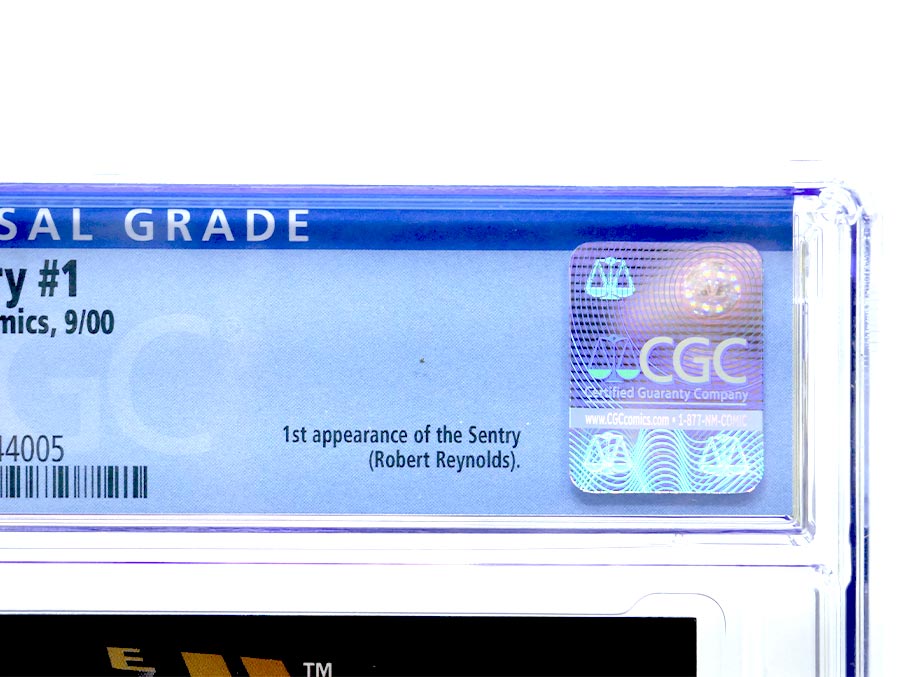 SAL GRADE
ry #1
mics, 9/00
CGC
44005
1st appearance of the Sentry
(Robert Reynolds).
CGC
Certified Guaranty Company
www.CGCcomics.com • 1-877-NM-COMIC
TM